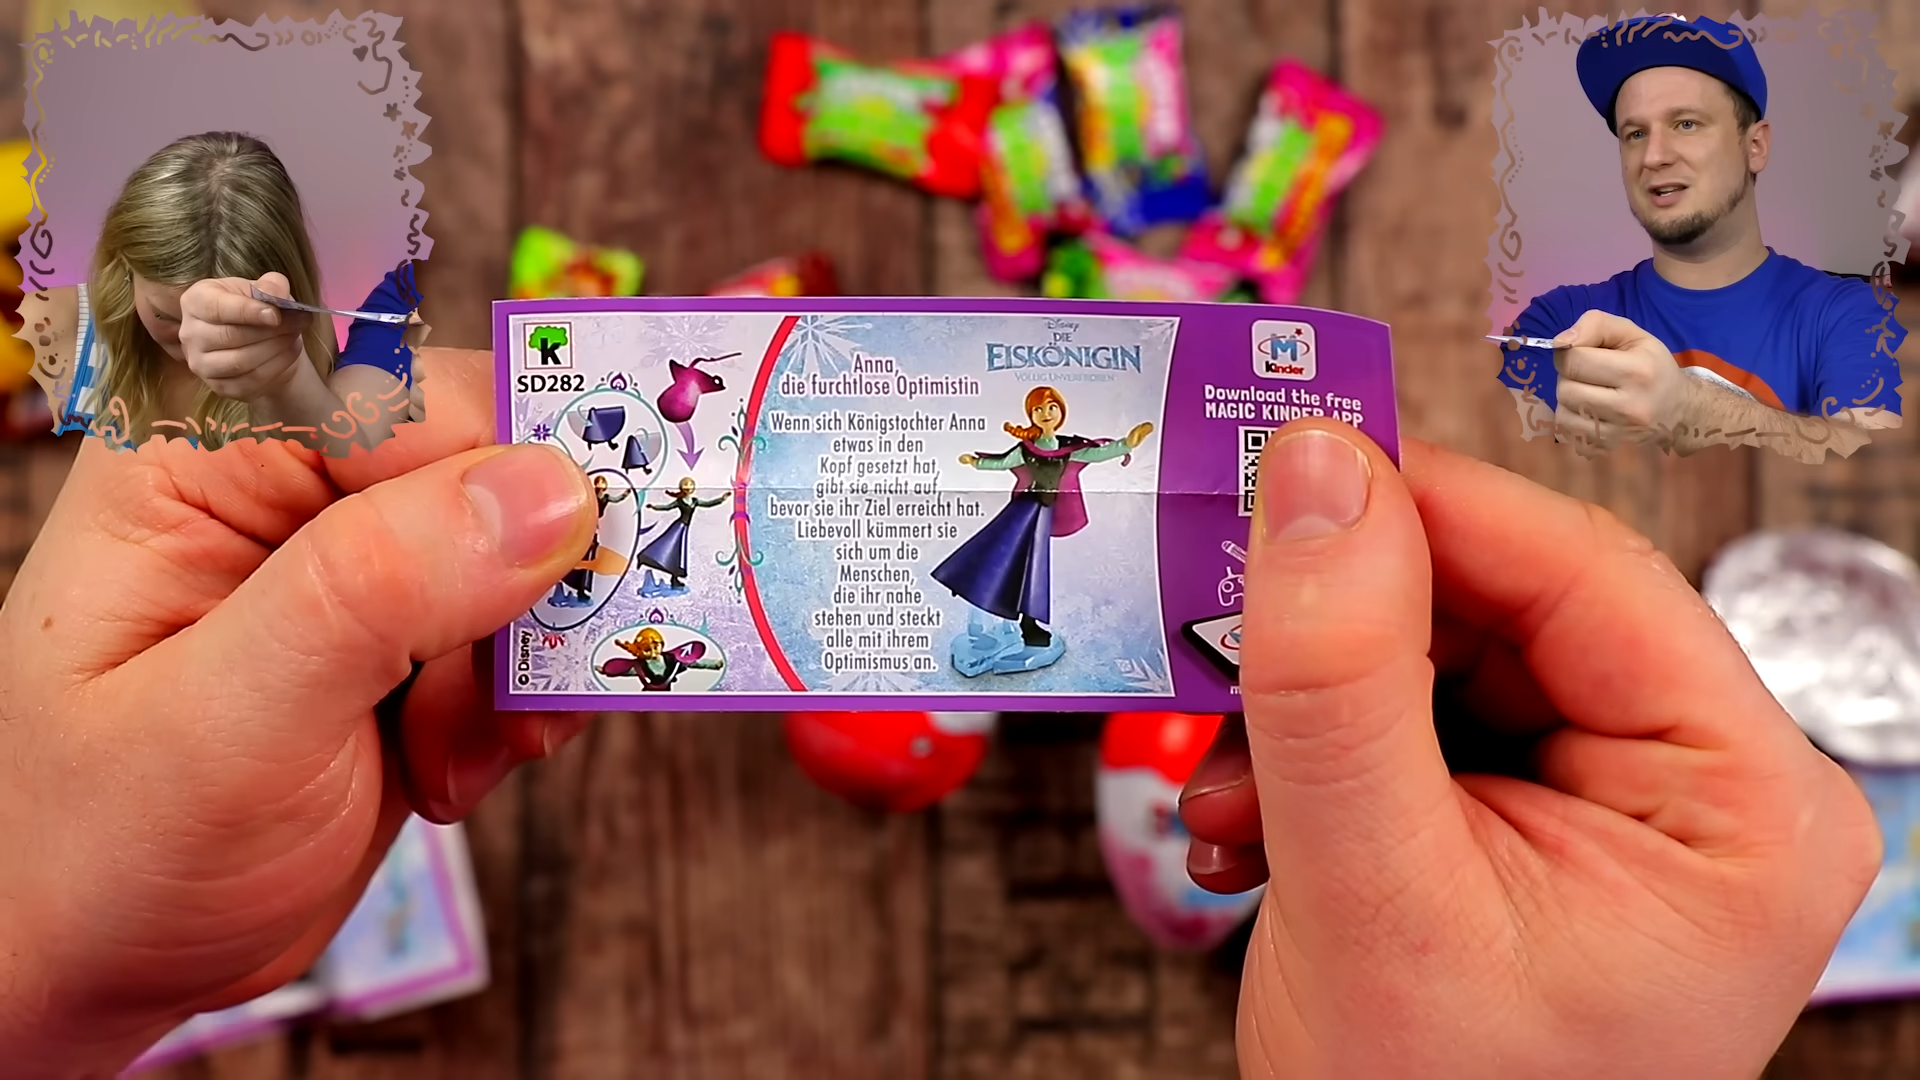 k
SD282
© Disney
Anna,
die furchtlose Optimistin
Wenn sich Königstochter Anna
etwas in den
Kopf gesetzt hat,
gibt sie nicht auf,
bevor sie ihr Ziel erreicht hat.
Liebevoll kümmert sie
sich um die
Menschen,
die ihr nahe
stehen und steckt
alle mit ihrem
Optimismus an.
Disney
DIE
EISKÖNIGIN
VÖLLIG UNVERFROREN
M
Kinder
Download the free
MAGIC KINDER APP